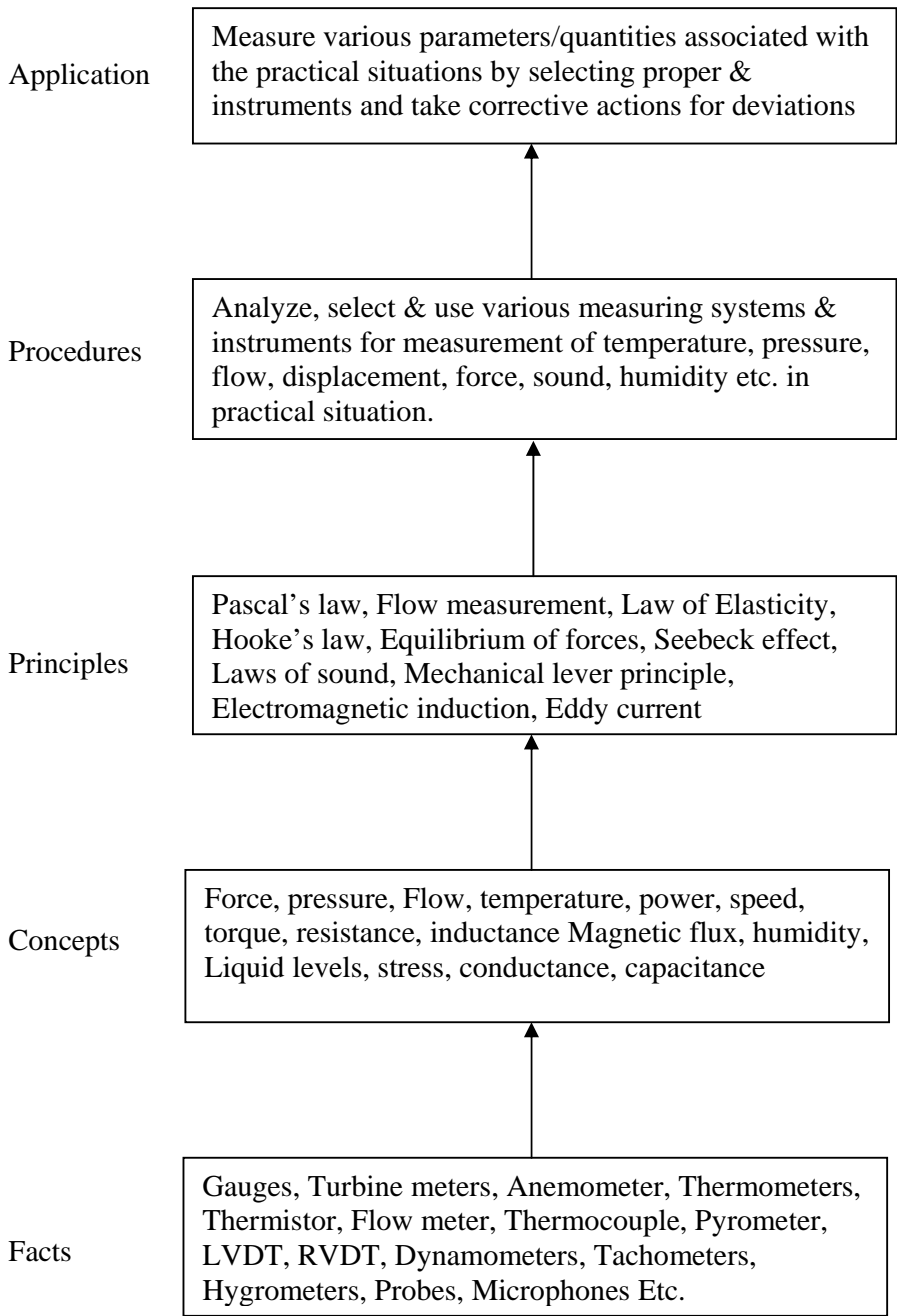 Application
Measure various parameters/quantities associated with
the practical situations by selecting proper &
instruments and take corrective actions for deviations
Procedures
Analyze, select & use various measuring systems &
instruments for measurement of temperature, pressure,
flow, displacement, force, sound, humidity etc. in
practical situation.
Principles
Pascal’s law, Flow measurement, Law of Elasticity,
Hooke’s law, Equilibrium of forces, Seebeck effect,
Laws of sound, Mechanical lever principle,
Electromagnetic induction, Eddy current
Concepts
Force, pressure, Flow, temperature, power, speed,
torque, resistance, inductance Magnetic flux, humidity,
Liquid levels, stress, conductance, capacitance
Facts
Gauges, Turbine meters, Anemometer, Thermometers,
Thermistor, Flow meter, Thermocouple, Pyrometer,
LVDT, RVDT, Dynamometers, Tachometers,
Hygrometers, Probes, Microphones Etc.